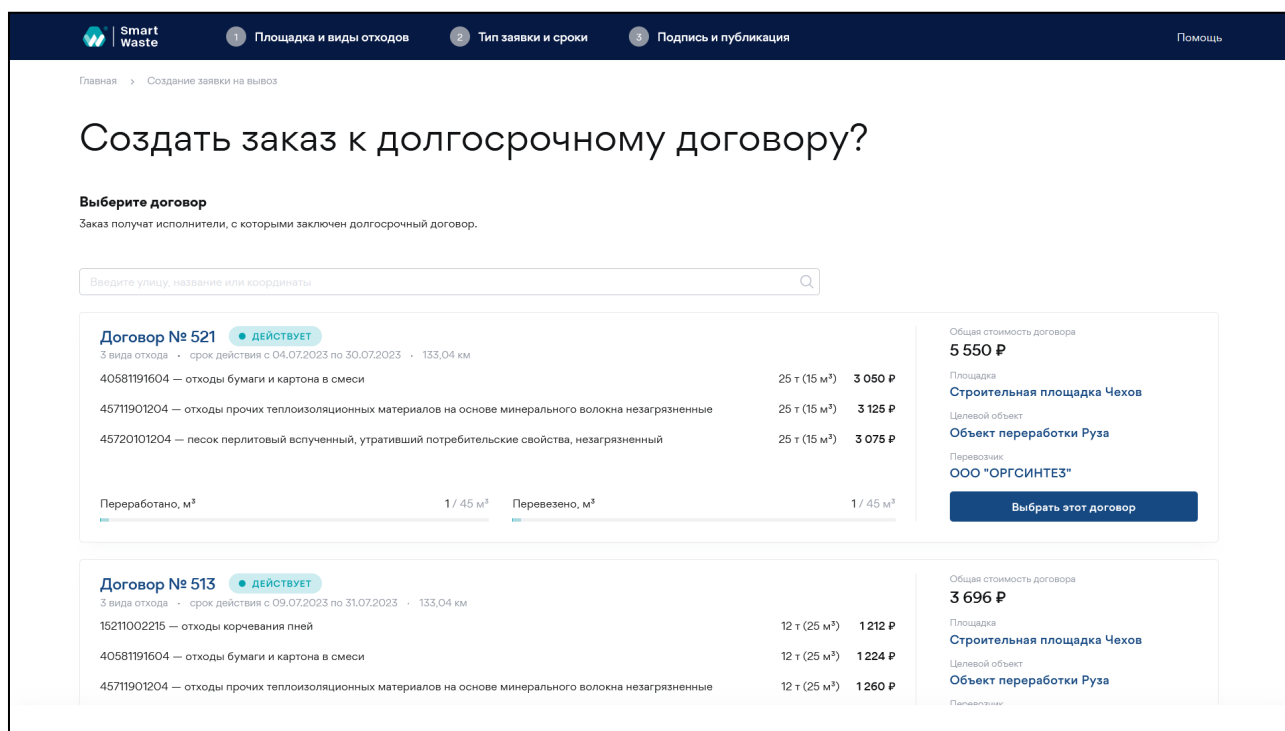 Smart Waste
1 Площадка и виды отходов 2 Тип заявки и сроки 3 Подпись и публикация Помощь
Главная > Создание заявки на вывоз
Создать заказ к долгосрочному договору?
Выберите договор
Заказ получат исполнители, с которыми заключен долгосрочный договор.
Введите улицу, название или координаты
Договор № 521 • ДЕЙСТВУЕТ
3 вида отхода • срок действия с 04.07.2023 по 30.07.2023 • 133,04 км
40581191604 — отходы бумаги и картона в смеси 25 т (15 м³) 3 050 ₽
45711901204 — отходы прочих теплоизоляционных материалов на основе минерального волокна незагрязненные 25 т (15 м³) 3 125 ₽
45720101204 — песок перлитовый вспученный, утративший потребительские свойства, незагрязненный 25 т (15 м³) 3 075 ₽
Переработано, м³ 1 / 45 м³ Перевезено, м³ 1 / 45 м³
Общая стоимость договора
5 550 ₽
Площадка
Строительная площадка Чехов
Целевой объект
Объект переработки Руза
Перевозчик
ООО "ОРГСИНТЕЗ"
Выбрать этот договор
Договор № 513 • ДЕЙСТВУЕТ
3 вида отхода • срок действия с 09.07.2023 по 31.07.2023 • 133,04 км
15211002215 — отходы корчевания пней 12 т (25 м³) 1 212 ₽
40581191604 — отходы бумаги и картона в смеси 12 т (25 м³) 1 224 ₽
45711901204 — отходы прочих теплоизоляционных материалов на основе минерального волокна незагрязненные 12 т (25 м³) 1 260 ₽
Общая стоимость договора
3 696 ₽
Площадка
Строительная площадка Чехов
Целевой объект
Объект переработки Руза
Перевозчик